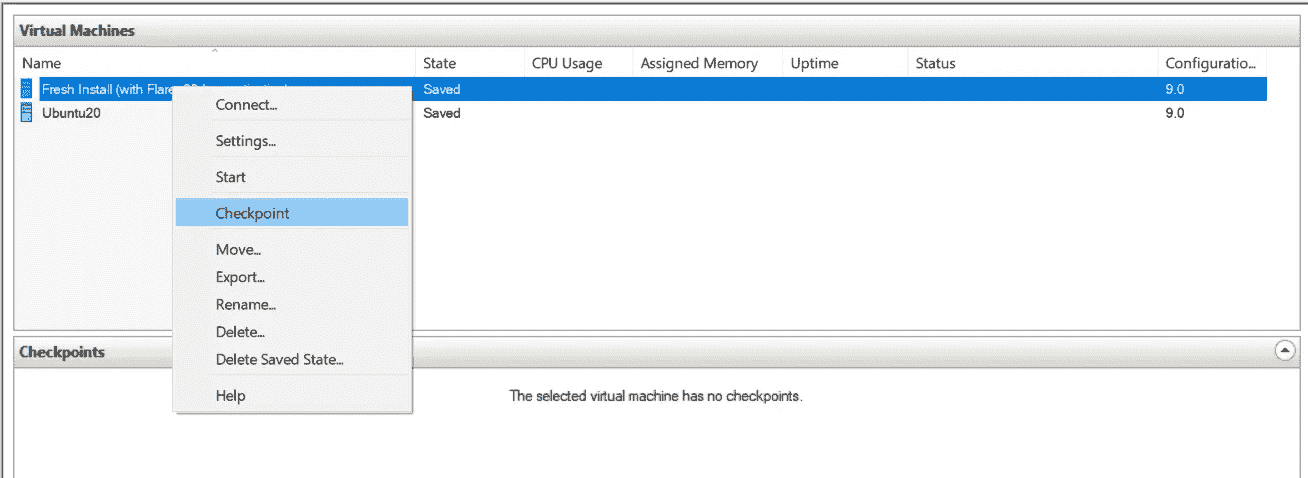 Virtual Machines
Name State CPU Usage Assigned Memory Uptime Status Configuratio...
Fresh Install (with Flare Saved 9.0
Ubuntu20 Saved 9.0
Connect...
Settings...
Start
Checkpoint
Move...
Export...
Rename...
Delete...
Delete Saved State...
Help
Checkpoints
The selected virtual machine has no checkpoints.